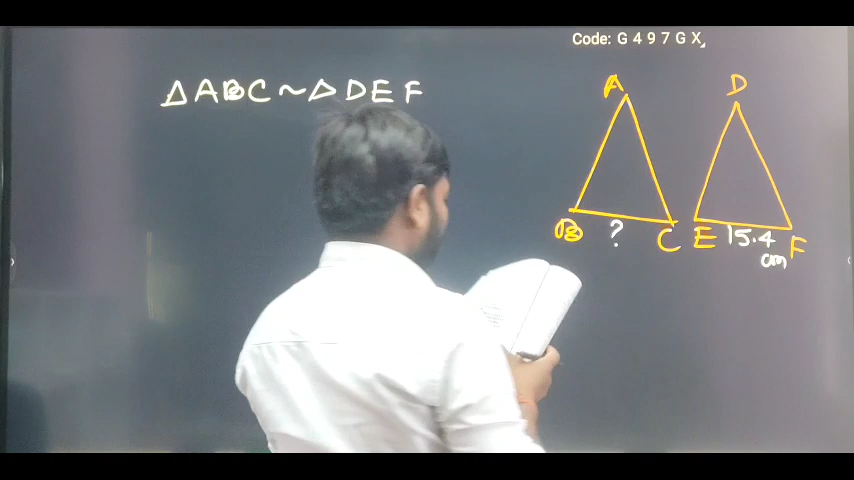 Code: G 4 9 7 G X
△ABC ~ △DEF
A
D
B ? C E 15.4 F
cm